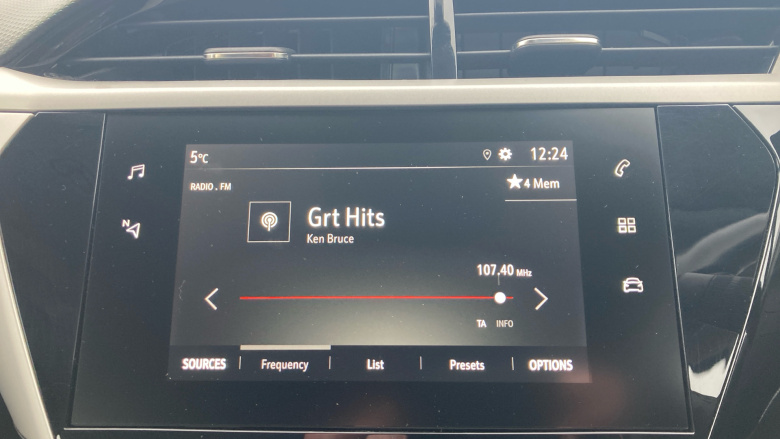 5°C 12:24
RADIO . FM 4 Mem
N
Grt Hits
Ken Bruce
107.40 MHz
TA INFO
SOURCES Frequency List Presets OPTIONS